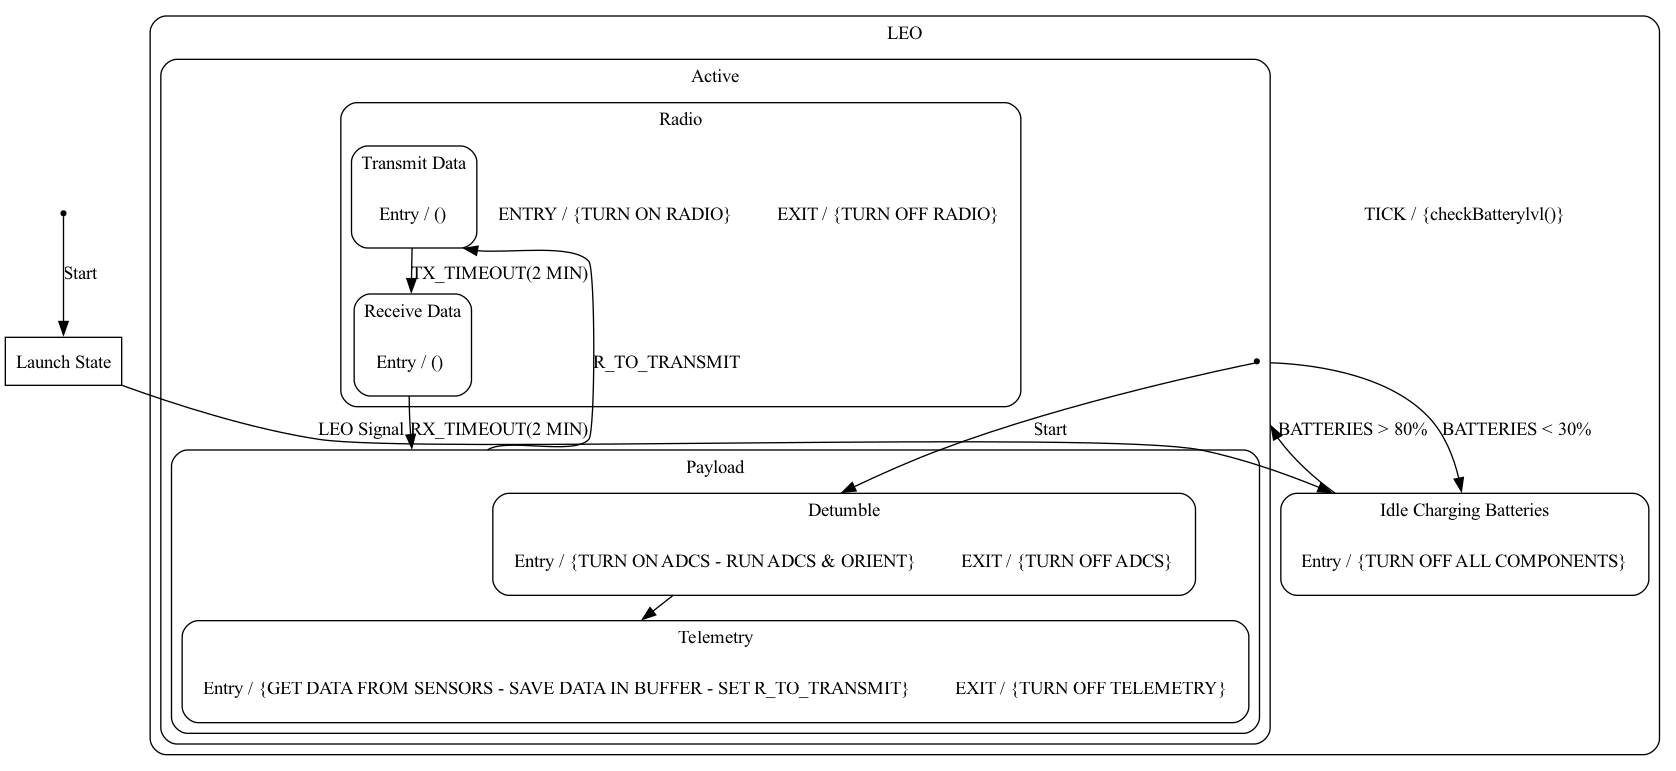 LEO
Active
Radio
Transmit Data
Entry / ()
ENTRY / {TURN ON RADIO}
EXIT / {TURN OFF RADIO}
TICK / {checkBatterylvl()}
Start
TX_TIMEOUT(2 MIN)
Receive Data
Entry / ()
R_TO_TRANSMIT
Launch State
LEO Signal
RX_TIMEOUT(2 MIN)
Start
BATTERIES > 80%
BATTERIES < 30%
Payload
Detumble
Entry / {TURN ON ADCS - RUN ADCS & ORIENT}
EXIT / {TURN OFF ADCS}
Idle Charging Batteries
Entry / {TURN OFF ALL COMPONENTS}
Telemetry
Entry / {GET DATA FROM SENSORS - SAVE DATA IN BUFFER - SET R_TO_TRANSMIT}
EXIT / {TURN OFF TELEMETRY}